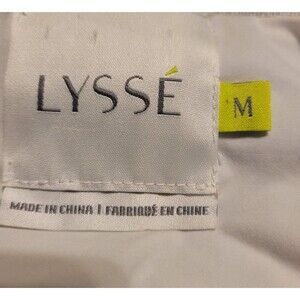 LYSSÉ
M
MADE IN CHINA | FABRIQUÉ EN CHINE